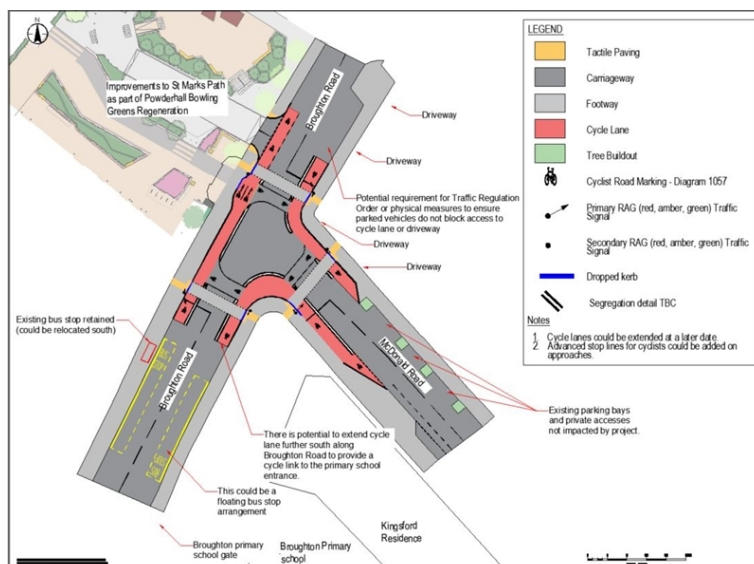 N
Improvements to St Marks Path
as part of Powderhall Bowling
Greens Regeneration
Broughton Road
Driveway
Driveway
Potential requirement for Traffic Regulation
Order or physical measures to ensure
parked vehicles do not block access to
cycle lane or driveway
Driveway
Driveway
Existing bus stop retained
(could be relocated south)
Broughton Road
McDonald Road
Existing parking bays
and private accesses
not impacted by project.
There is potential to extend cycle
lane further south along
Broughton Road to provide a
cycle link to the primary school
entrance.
This could be a
floating bus stop
arrangement
Broughton primary
school gate
Broughton Primary
school
Kingsford
Residence
LEGEND
Tactile Paving
Carriageway
Footway
Cycle Lane
Tree Buildout
Cyclist Road Marking - Diagram 1057
Primary RAG (red, amber, green) Traffic
Signal
Secondary RAG (red, amber, green) Traffic
Signal
Dropped kerb
Segregation detail TBC
Notes
1. Cycle lanes could be extended at a later date.
2. Advanced stop lines for cyclists could be added on
approaches.